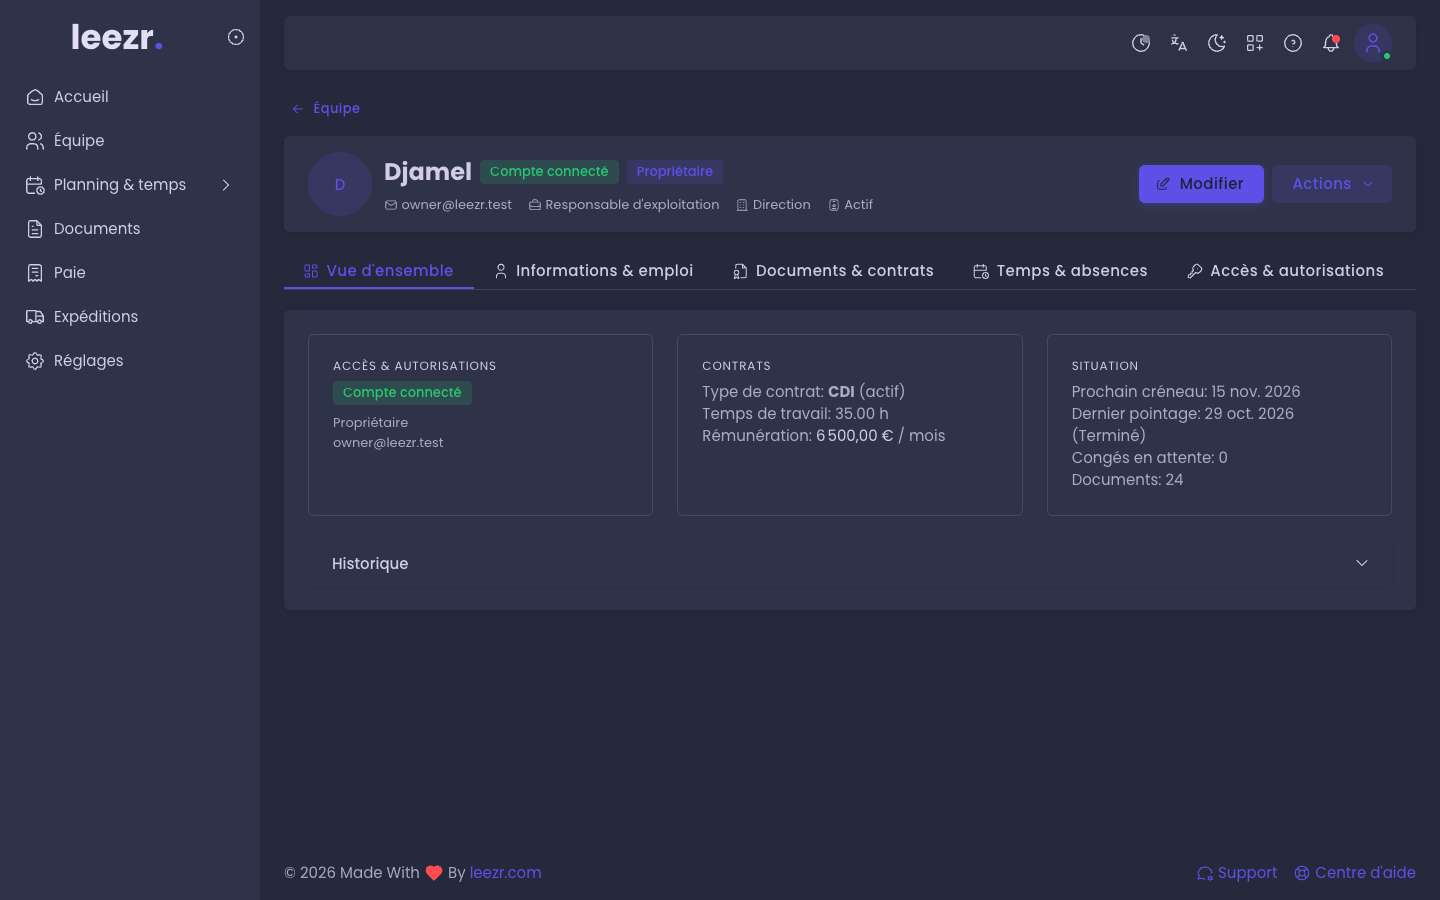 leezr.
Accueil
Équipe
Planning & temps
Documents
Paie
Expéditions
Réglages
Équipe
D
Djamel
Compte connecté
Propriétaire
owner@leezr.test
Responsable d'exploitation
Direction
Actif
Modifier
Actions
Vue d'ensemble
Informations & emploi
Documents & contrats
Temps & absences
Accès & autorisations
ACCÈS & AUTORISATIONS
Compte connecté
Propriétaire
owner@leezr.test
CONTRATS
Type de contrat: CDI (actif)
Temps de travail: 35.00 h
Rémunération: 6 500,00 € / mois
SITUATION
Prochain créneau: 15 nov. 2026
Dernier pointage: 29 oct. 2026
(Terminé)
Congés en attente: 0
Documents: 24
Historique
© 2026 Made With ❤ By leezr.com
Support
Centre d'aide